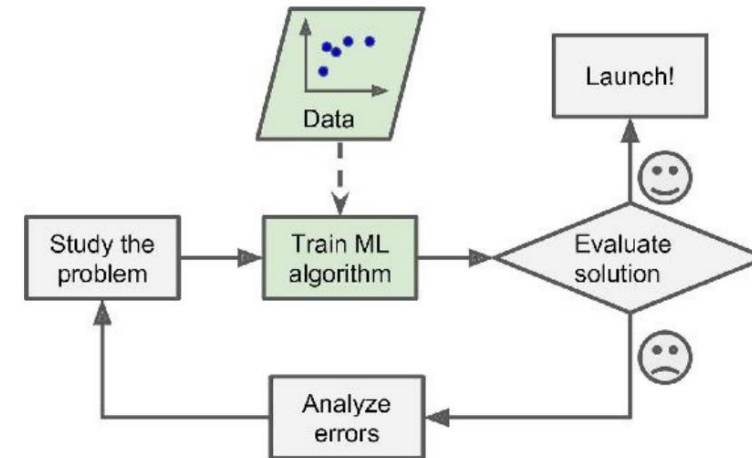 Data
Launch!
Study the
problem
Train ML
algorithm
Evaluate
solution
Analyze
errors